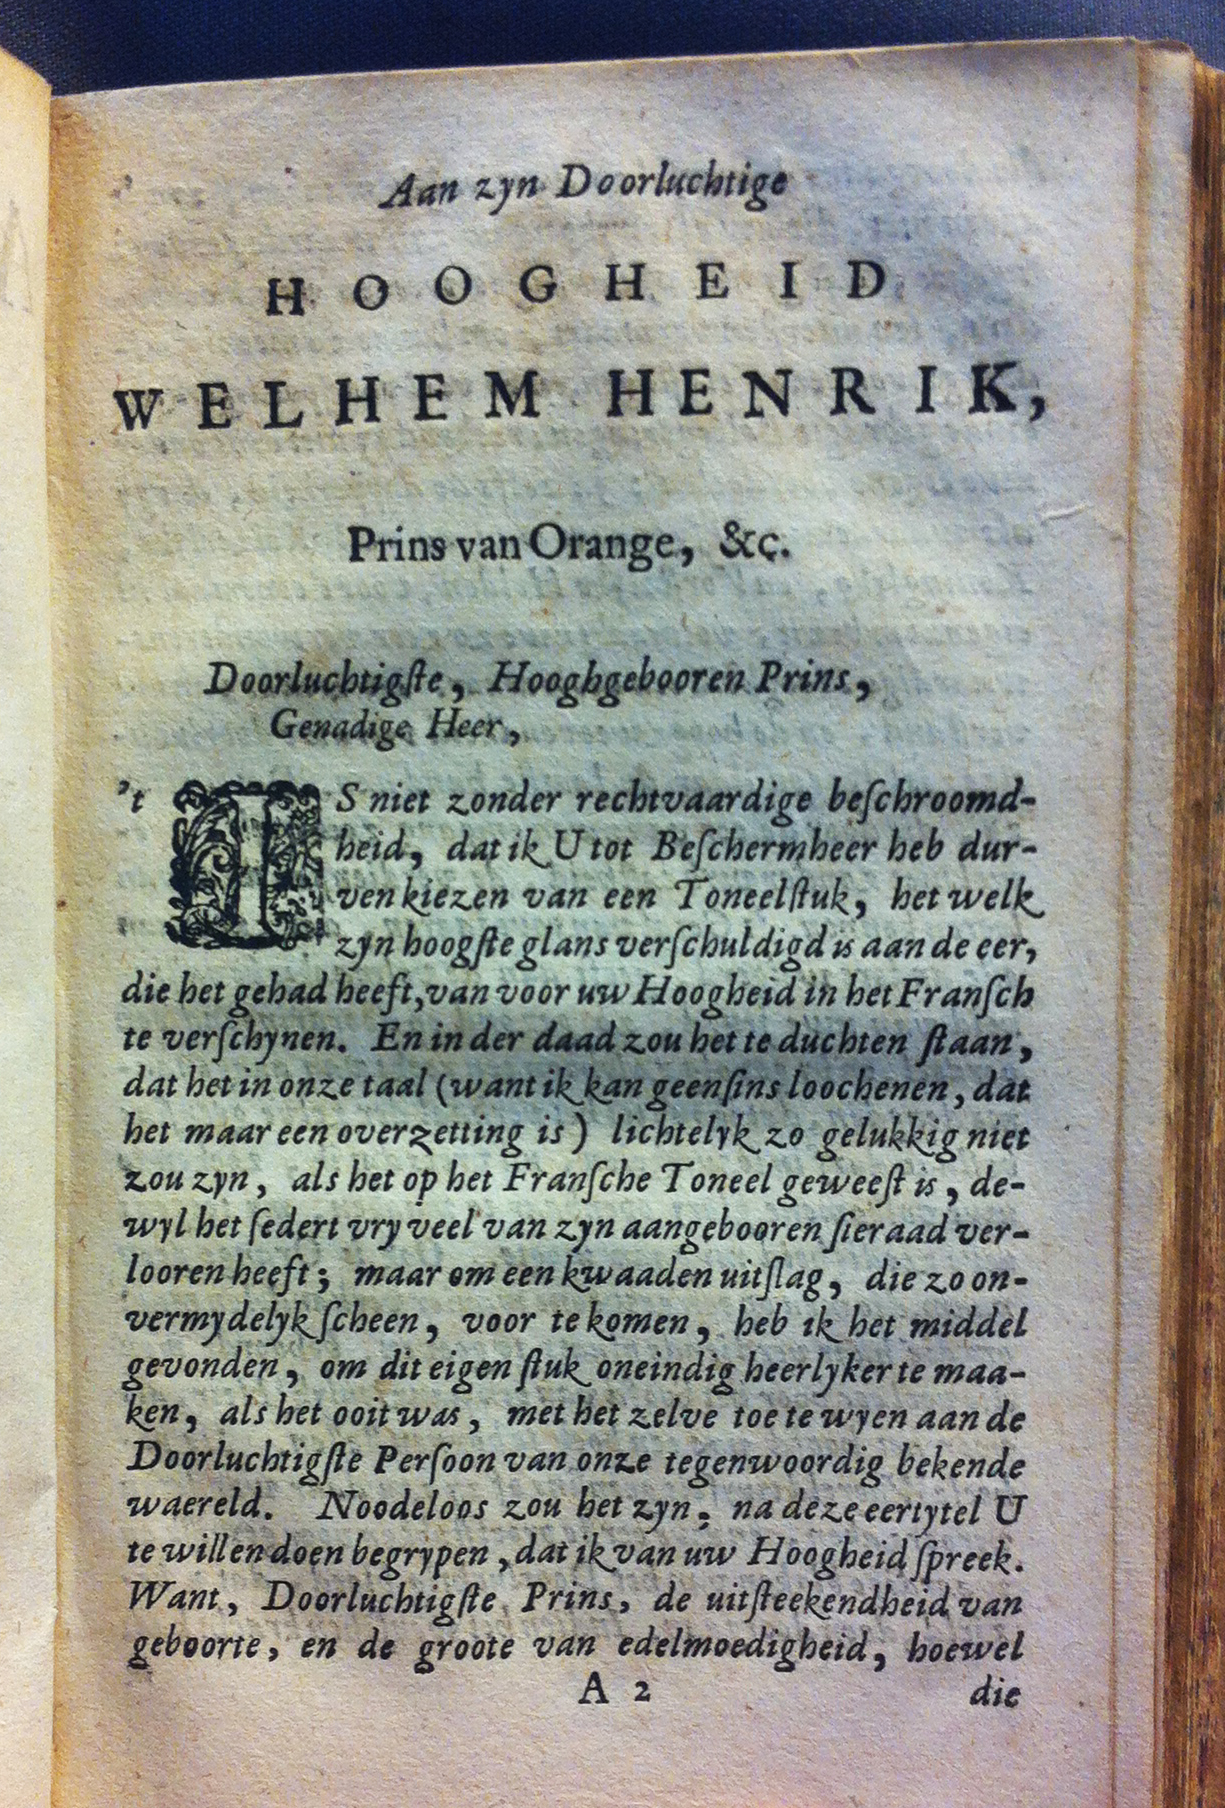 Aan zyn Doorluchtige
HOOGHEID
WELHEM HENRIK,
Prins van Orange, &c.
Doorluchtigſte, Hooghgebooren Prins,
Genadige Heer,
't IS niet zonder rechtvaardige beſchroomd-
heid, dat ik U tot Beſchermheer heb dur-
ven kiezen van een Toneelſtuk, het welk
zyn hoogſte glans verſchuldigd is aan de eer,
die het gehad heeft, van voor uw Hoogheid in het Franſch
te verſchynen. En in der daad zou het te duchten ſtaan,
dat het in onze taal (want ik kan geenſins loochenen, dat
het maar een overzetting is) lichtelyk zo gelukkig niet
zou zyn, als het op het Franſche Toneel geweeſt is, de-
wyl het ſedert vry veel van zyn aangebooren ſieraad ver-
looren heeft; maar om een kwaaden uitſlag, die zo on-
vermydelyk ſcheen, voor te komen, heb ik het middel
gevonden, om dit eigen ſtuk oneindig heerlyker te maa-
ken, als het ooit was, met het zelve toe te wyen aan de
Doorluchtigſte Perſoon van onze tegenwoordig bekende
waereld. Noodeloos zou het zyn, na deze eertytel U
te willen doen begrypen, dat ik van uw Hoogheid ſpreek.
Want, Doorluchtigſte Prins, de uitſteekendheid van
geboorte, en de groote van edelmoedigheid, hoewel
A 2 die